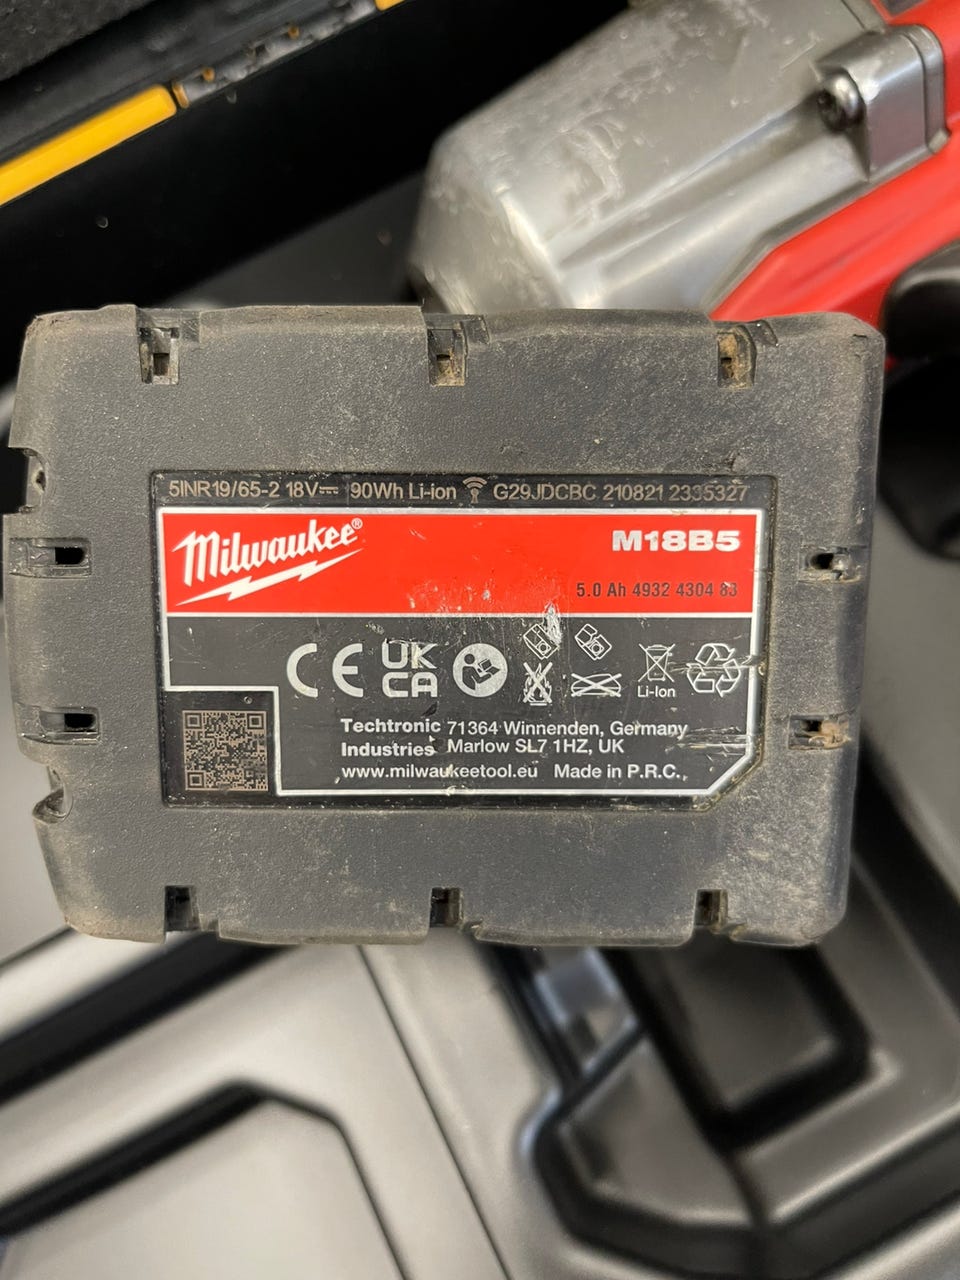 5INR19/65-2 18V⎓ 90Wh Li-ion G29JDCBC 210821 2335327
Milwaukee®
M18B5
5.0 Ah 4932 4304 83
CE UK CA
Li-Ion
Techtronic 71364 Winnenden, Germany
Industries Marlow SL7 1HZ, UK
www.milwaukeetool.eu Made in P.R.C.